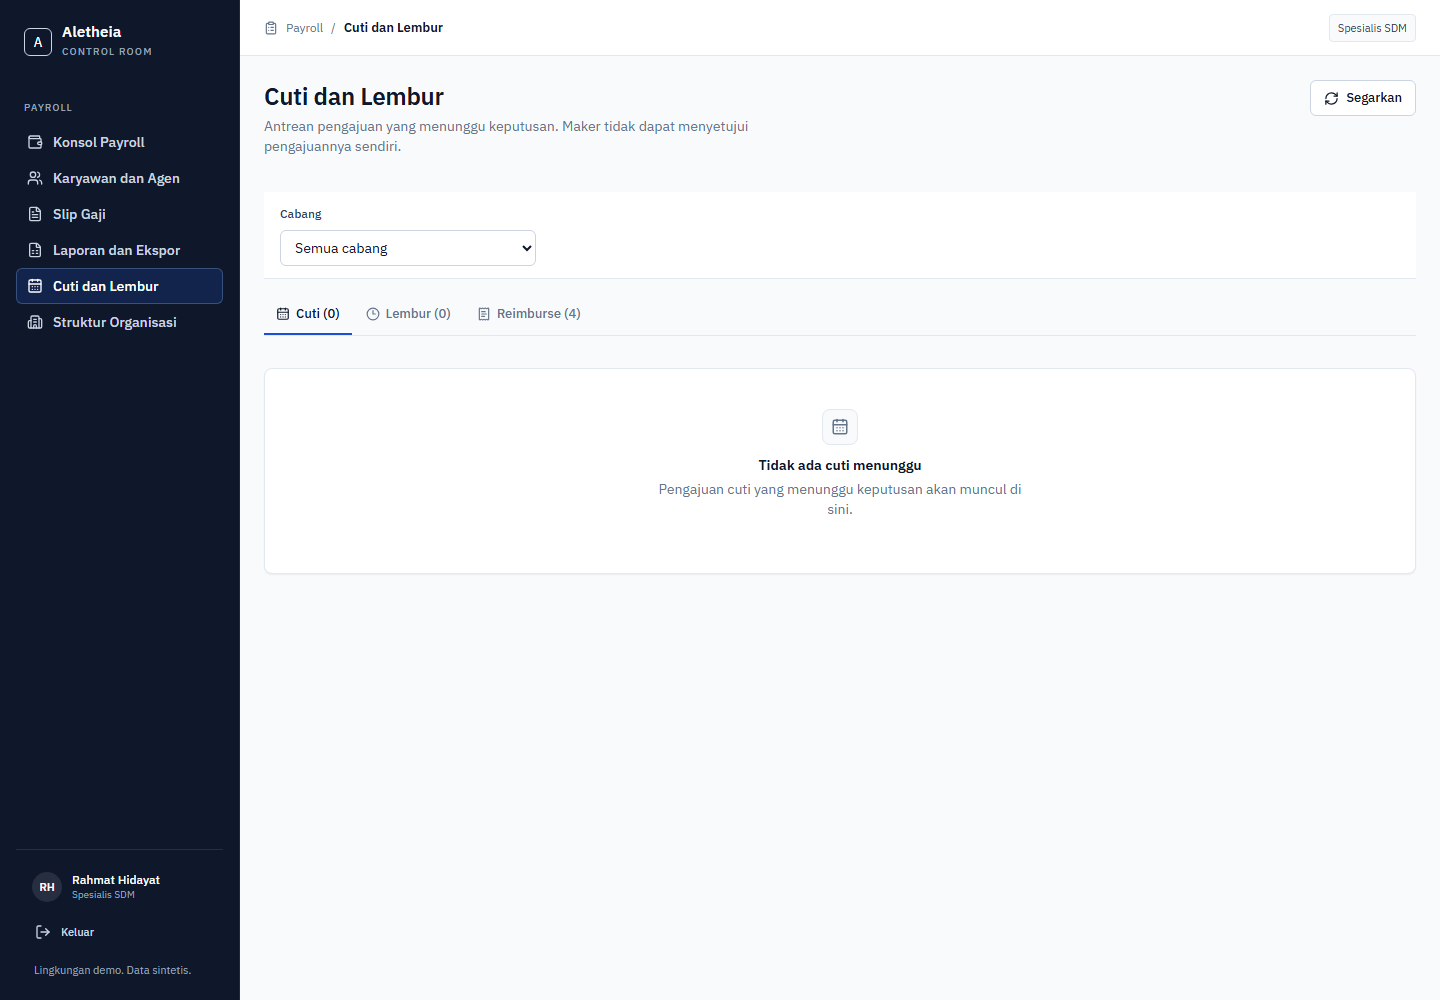 A
Aletheia
CONTROL ROOM
PAYROLL
Konsol Payroll
Karyawan dan Agen
Slip Gaji
Laporan dan Ekspor
Cuti dan Lembur
Struktur Organisasi
RH
Rahmat Hidayat
Spesialis SDM
Keluar
Lingkungan demo. Data sintetis.
Payroll / Cuti dan Lembur
Spesialis SDM
Cuti dan Lembur
Antrean pengajuan yang menunggu keputusan. Maker tidak dapat menyetujui
pengajuannya sendiri.
Segarkan
Cabang
Semua cabang
Cuti (0)
Lembur (0)
Reimburse (4)
Tidak ada cuti menunggu
Pengajuan cuti yang menunggu keputusan akan muncul di
sini.